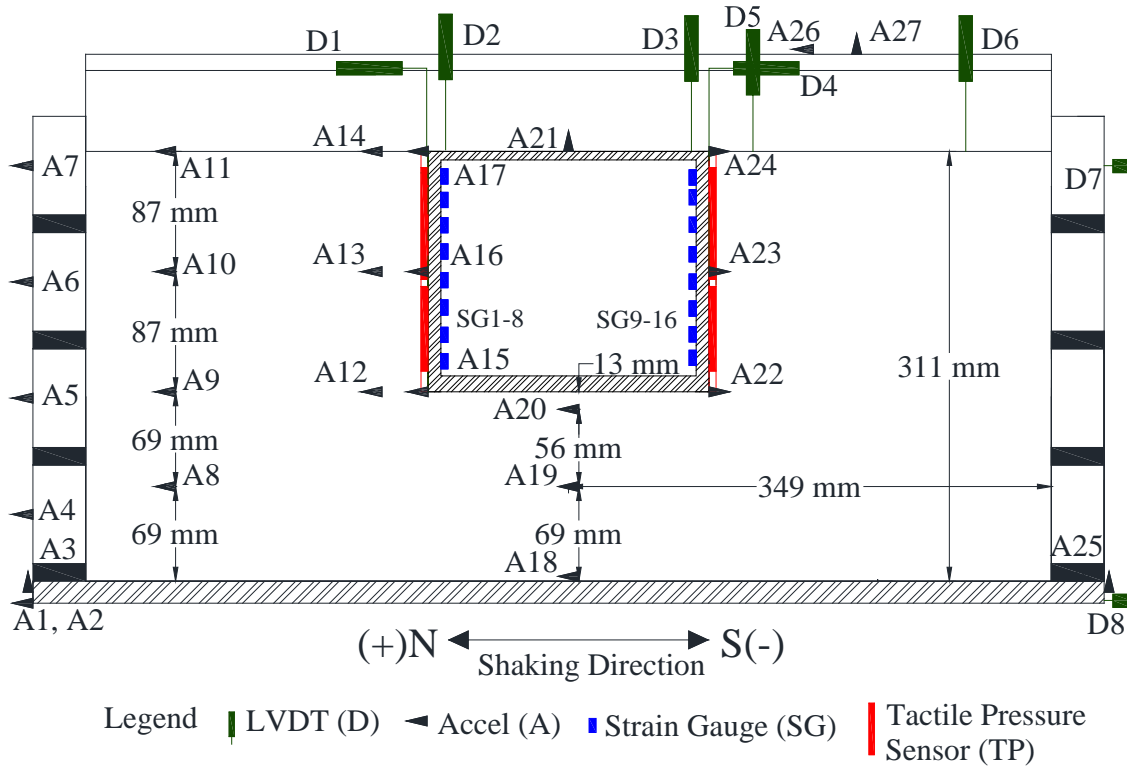 D5
D1
D2
D3
A26
A27
D6
D4
A14
A21
A24
A7
A11
A17
D7
87 mm
A13
A10
A16
A23
A6
87 mm
SG1-8
SG9-16
13 mm
311 mm
A12
A9
A15
A22
A5
A20
69 mm
56 mm
A8
A19
349 mm
A4
69 mm
69 mm
A3
A18
A25
A1, A2
D8
(+)N
S(-)
Shaking Direction
Legend
LVDT (D)
Accel (A)
Strain Gauge (SG)
Tactile Pressure
Sensor (TP)